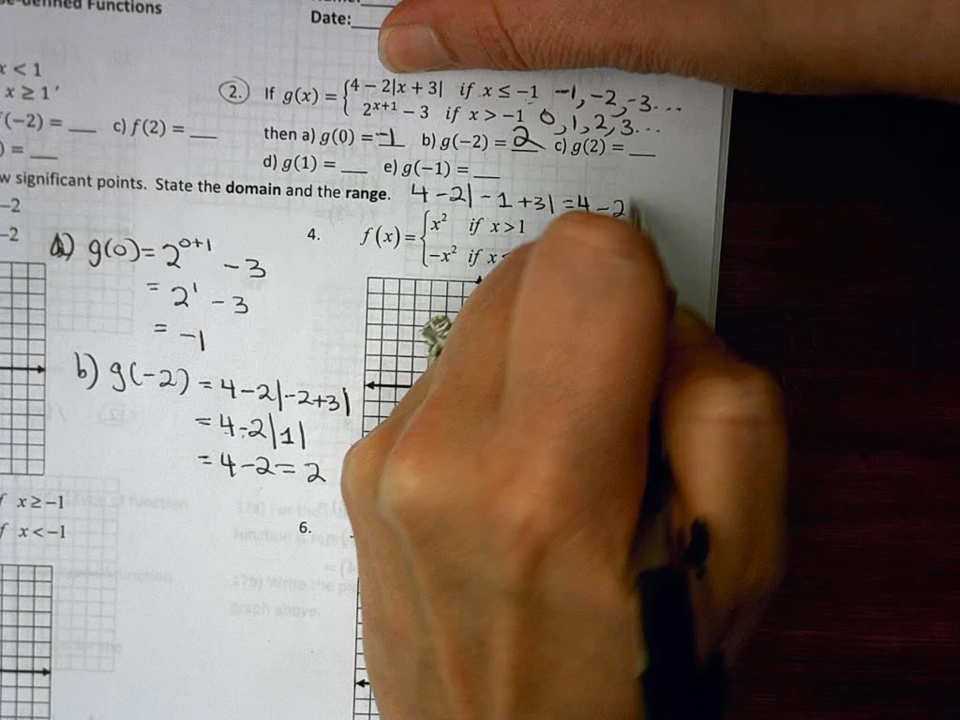 Functions
Date:___
x < 1
x ≥ 1'
2. If g(x) = { 4 – 2|x + 3| if x ≤ –1 -1, -2, -3...
2^{x+1} – 3 if x > –1 0, 1, 2, 3...
(–2) = ___ c) f(2) = ___
then a) g(0) = -1 b) g(–2) = 2 c) g(2) = ___
) = ___
d) g(1) = ___ e) g(–1) = ___
w significant points. State the domain and the range.
4 - 2|-1+3| = 4 - 2
–2
–2
4. f(x) = { x² if x > 1
–x² if x
a) g(0) = 2^{0+1} - 3
= 2^1 - 3
= -1
b) g(-2) = 4 - 2|-2+3|
= 4 - 2|1|
= 4 - 2 = 2
f x ≥ –1
f x < –1
6.